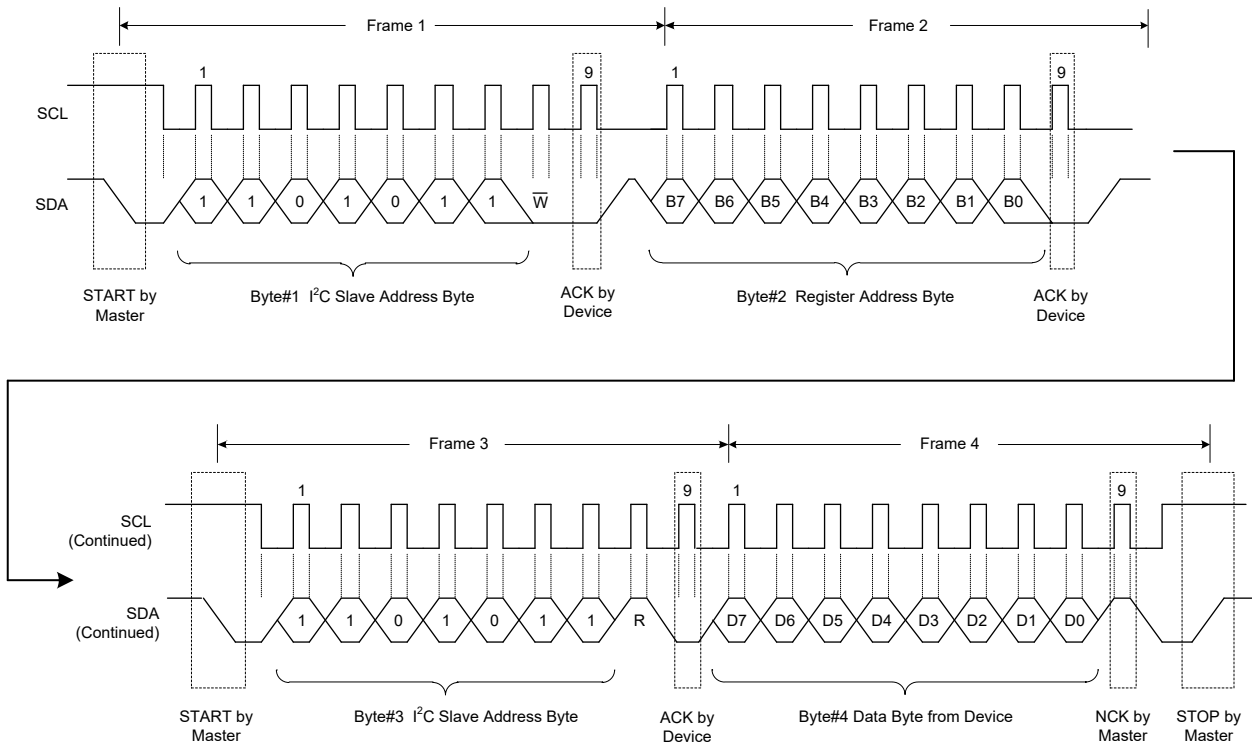 Frame 1 Frame 2
1 9 1 9
SCL
SDA 1 1 0 1 0 1 1 W̅ B7 B6 B5 B4 B3 B2 B1 B0
START by Master
Byte#1 I²C Slave Address Byte
ACK by Device
Byte#2 Register Address Byte
ACK by Device
Frame 3 Frame 4
1 9 1 9
SCL (Continued)
SDA (Continued) 1 1 0 1 0 1 1 R D7 D6 D5 D4 D3 D2 D1 D0
START by Master
Byte#3 I²C Slave Address Byte
ACK by Device
Byte#4 Data Byte from Device
NCK by Master
STOP by Master